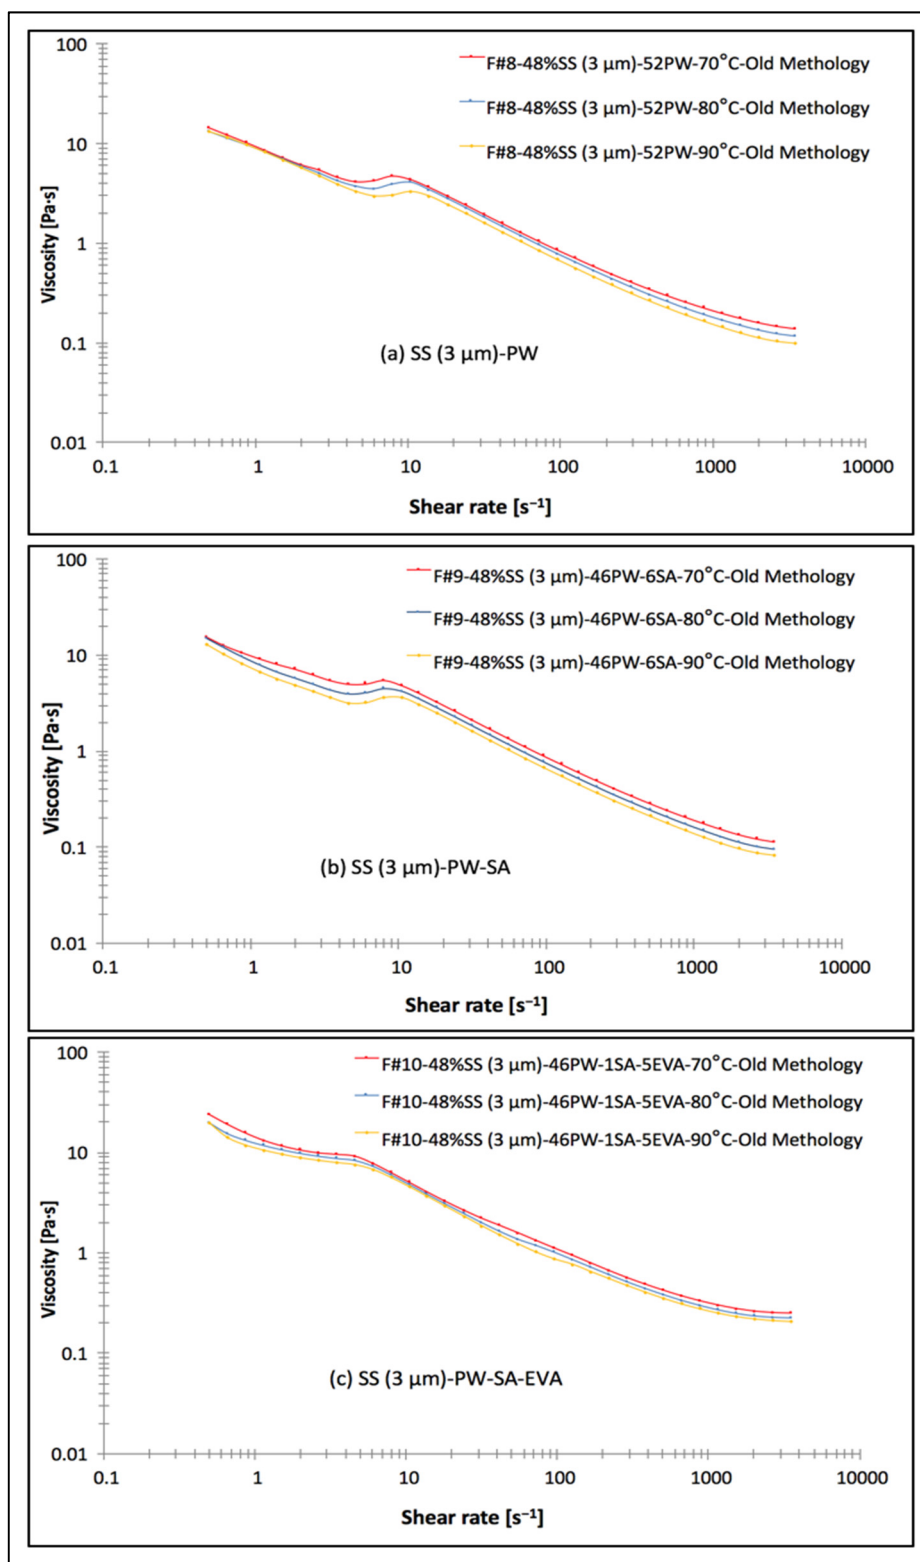 100
10
1
0.1
0.01
Viscosity [Pa·s]
F#8-48%SS (3 µm)-52PW-70°C-Old Methology
F#8-48%SS (3 µm)-52PW-80°C-Old Methology
F#8-48%SS (3 µm)-52PW-90°C-Old Methology
(a) SS (3 µm)-PW
0.1 1 10 100 1000 10000
Shear rate [s⁻¹]
100
10
1
0.1
0.01
Viscosity [Pa·s]
F#9-48%SS (3 µm)-46PW-6SA-70°C-Old Methology
F#9-48%SS (3 µm)-46PW-6SA-80°C-Old Methology
F#9-48%SS (3 µm)-46PW-6SA-90°C-Old Methology
(b) SS (3 µm)-PW-SA
0.1 1 10 100 1000 10000
Shear rate [s⁻¹]
100
10
1
0.1
0.01
Viscosity [Pa·s]
F#10-48%SS (3 µm)-46PW-1SA-5EVA-70°C-Old Methology
F#10-48%SS (3 µm)-46PW-1SA-5EVA-80°C-Old Methology
F#10-48%SS (3 µm)-46PW-1SA-5EVA-90°C-Old Methology
(c) SS (3 µm)-PW-SA-EVA
0.1 1 10 100 1000 10000
Shear rate [s⁻¹]